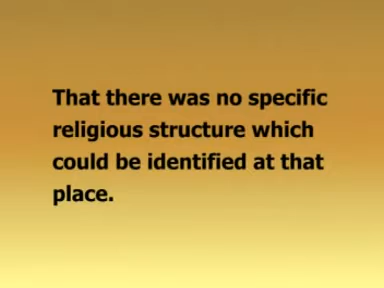 That there was no specific
religious structure which
could be identified at that
place.